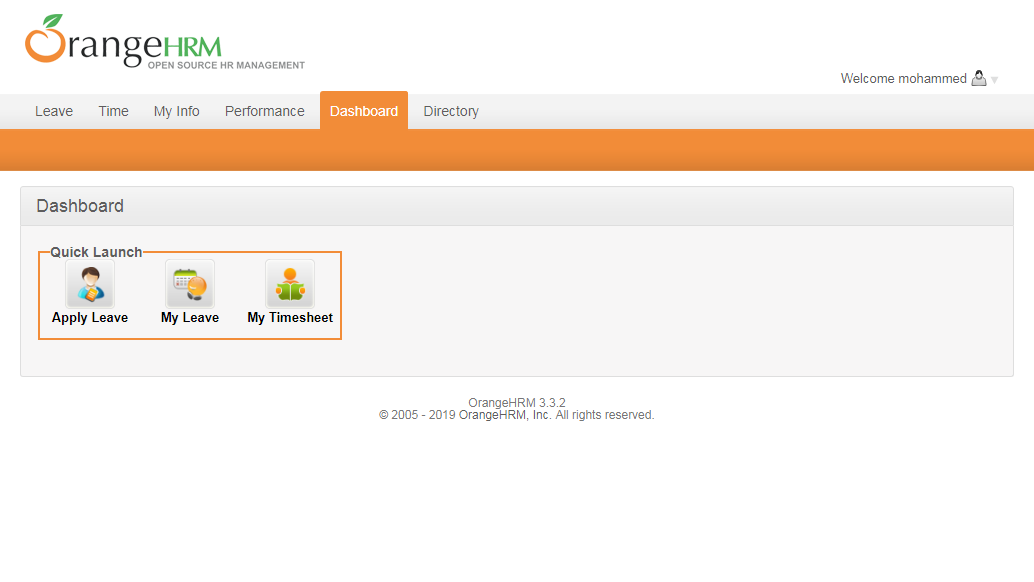 OrangeHRM
OPEN SOURCE HR MANAGEMENT
Welcome mohammed
Leave Time My Info Performance Dashboard Directory
Dashboard
Quick Launch
Apply Leave My Leave My Timesheet
OrangeHRM 3.3.2
© 2005 - 2019 OrangeHRM, Inc. All rights reserved.